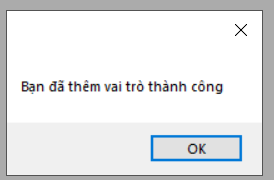 Bạn đã thêm vai trò thành công
OK